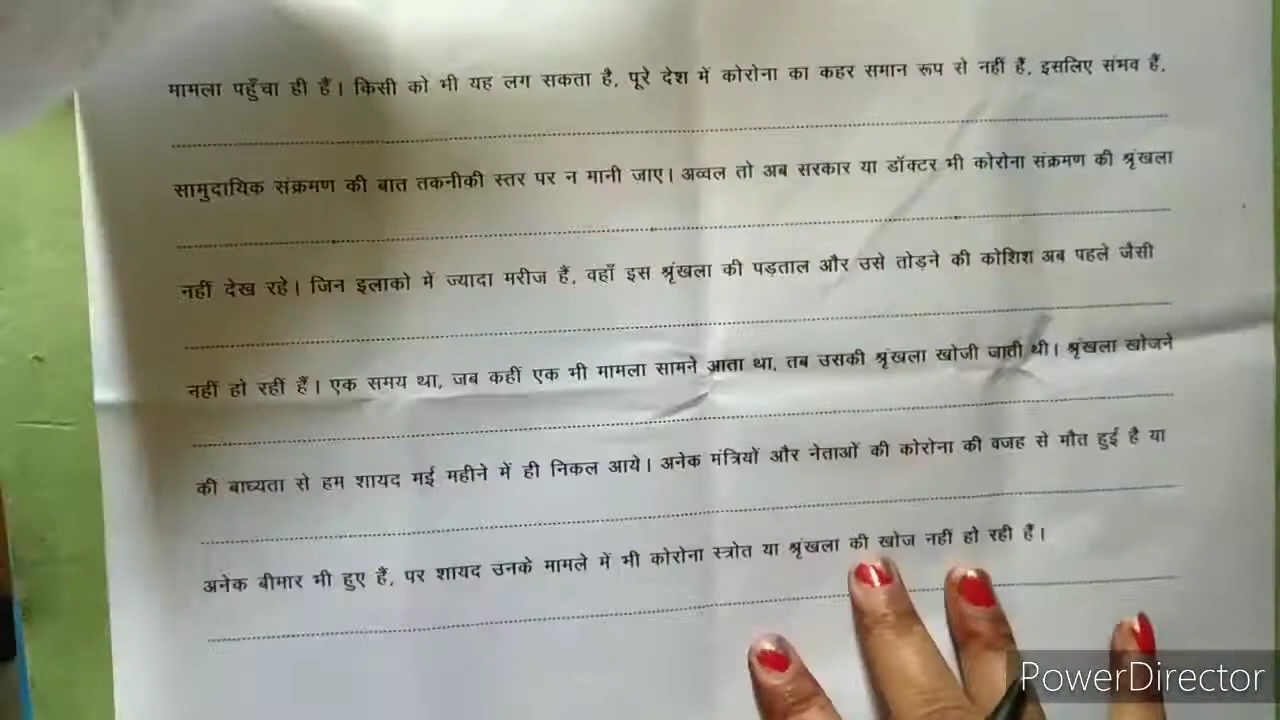 मामला पहुँचा ही हैं। किसी को भी यह लग सकता है, पूरे देश में कोरोना का कहर समान रूप से नहीं हैं, इसलिए संभव हैं,
सामुदायिक संक्रमण की बात तकनीकी स्तर पर न मानी जाए। अव्वल तो अब सरकार या डॉक्टर भी कोरोना संक्रमण की श्रृंखला
नहीं देख रहे। जिन इलाको में ज्यादा मरीज हैं, वहाँ इस श्रृंखला की पड़ताल और उसे तोड़ने की कोशिश अब पहले जैसी
नहीं हो रहीं हैं। एक समय था, जब कहीं एक भी मामला सामने आता था, तब उसकी श्रृंखला खोजी जाती थी। श्रृंखला खोजने
की बाघ्यता से हम शायद मई महीने में ही निकल आये। अनेक मंत्रियों और नेताओं की कोरोना की वजह से मौत हुई है या
अनेक बीमार भी हुए हैं, पर शायद उनके मामले में भी कोरोना स्त्रोत या श्रृंखला की खोज नहीं हो रही हैं।
PowerDirector